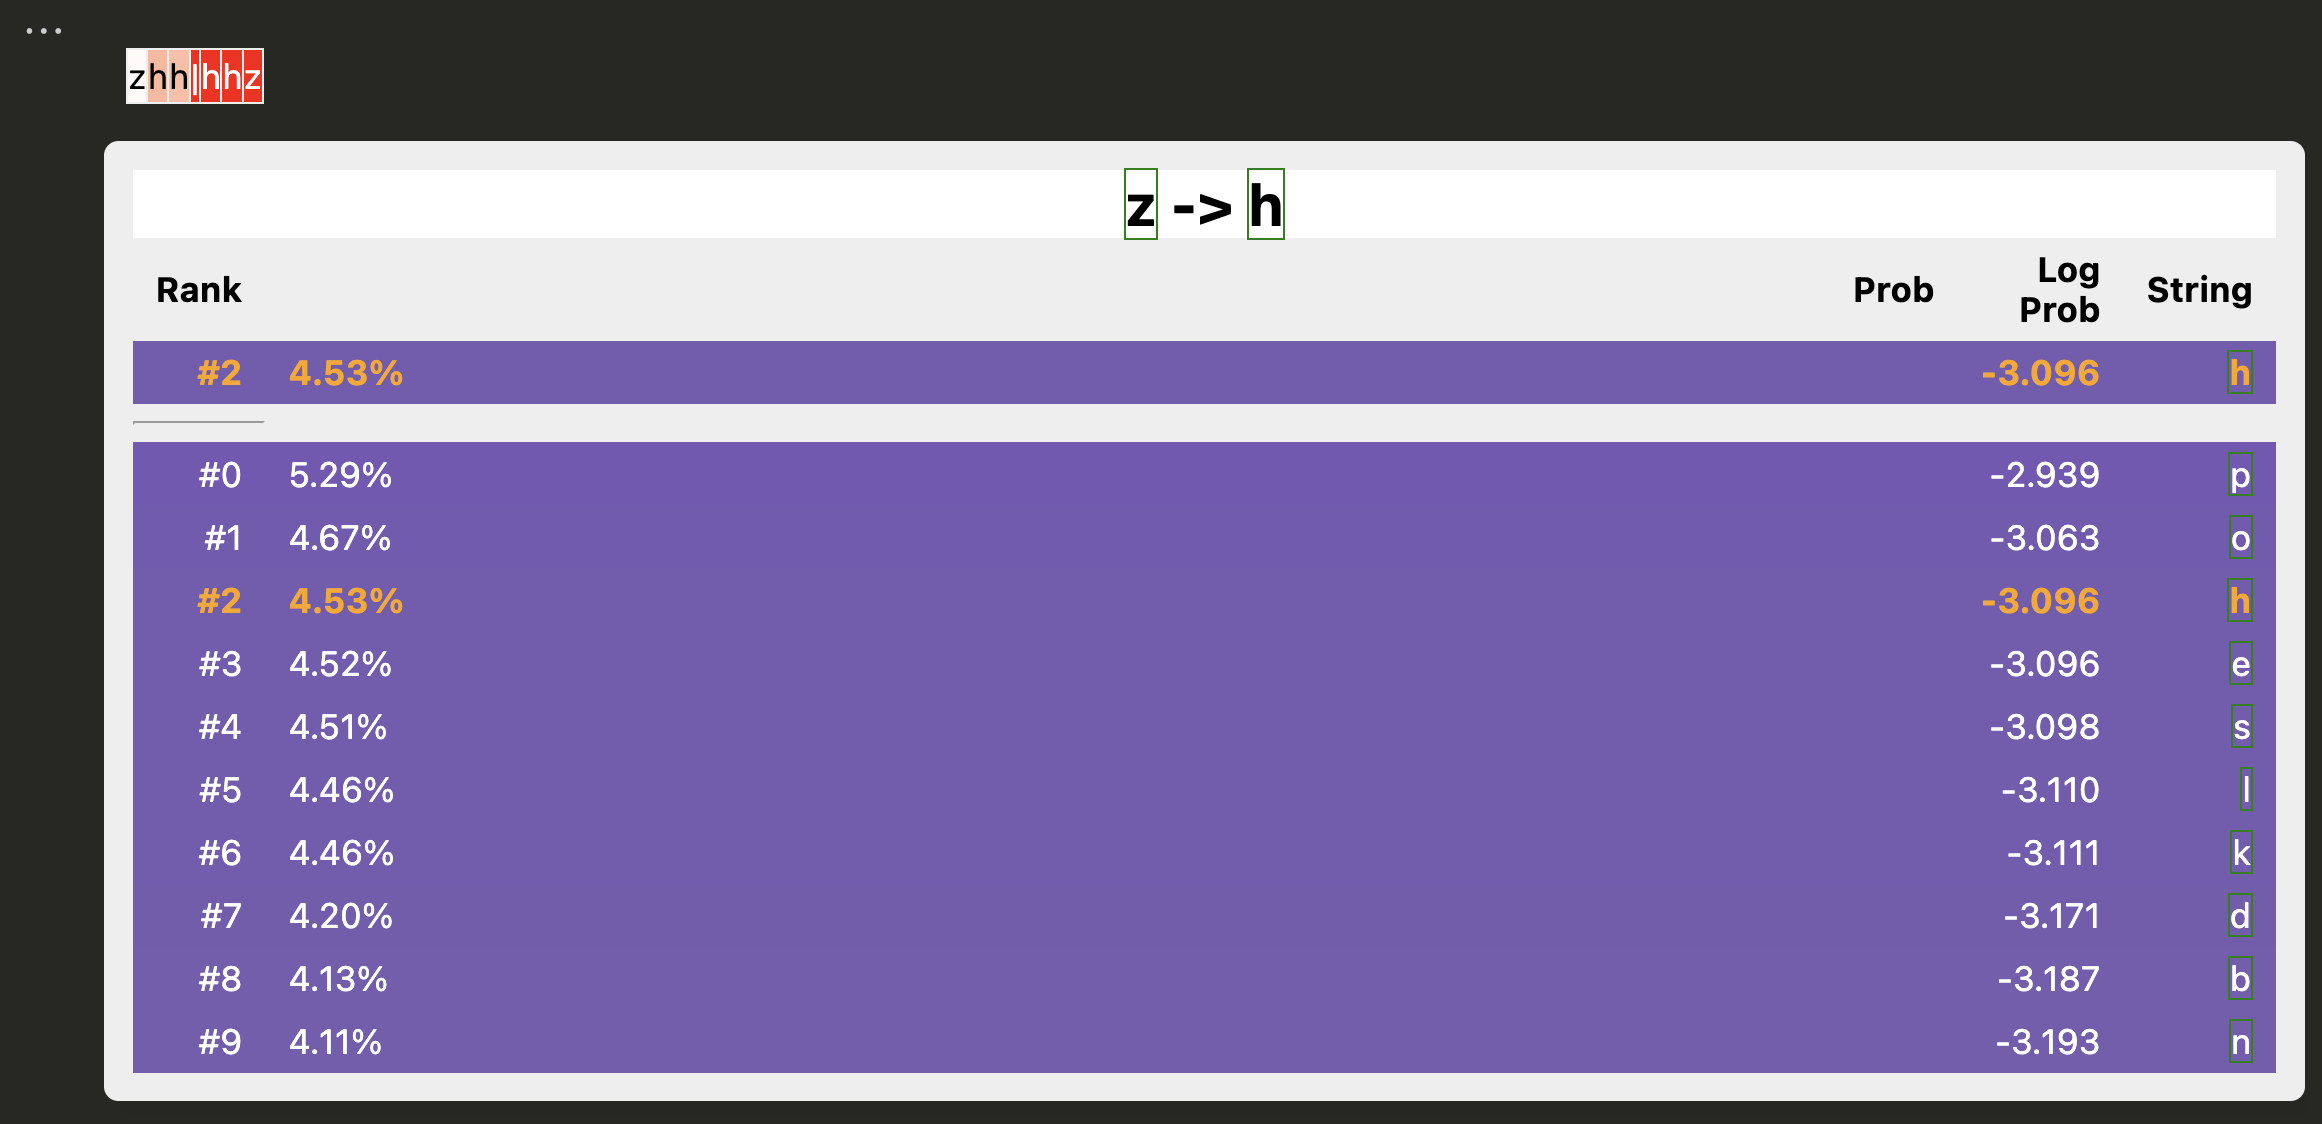 ...
zhh|hhz
z -> h
Rank Prob Log Prob String
#2 4.53% -3.096 h
#0 5.29% -2.939 p
#1 4.67% -3.063 o
#2 4.53% -3.096 h
#3 4.52% -3.096 e
#4 4.51% -3.098 s
#5 4.46% -3.110 l
#6 4.46% -3.111 k
#7 4.20% -3.171 d
#8 4.13% -3.187 b
#9 4.11% -3.193 n